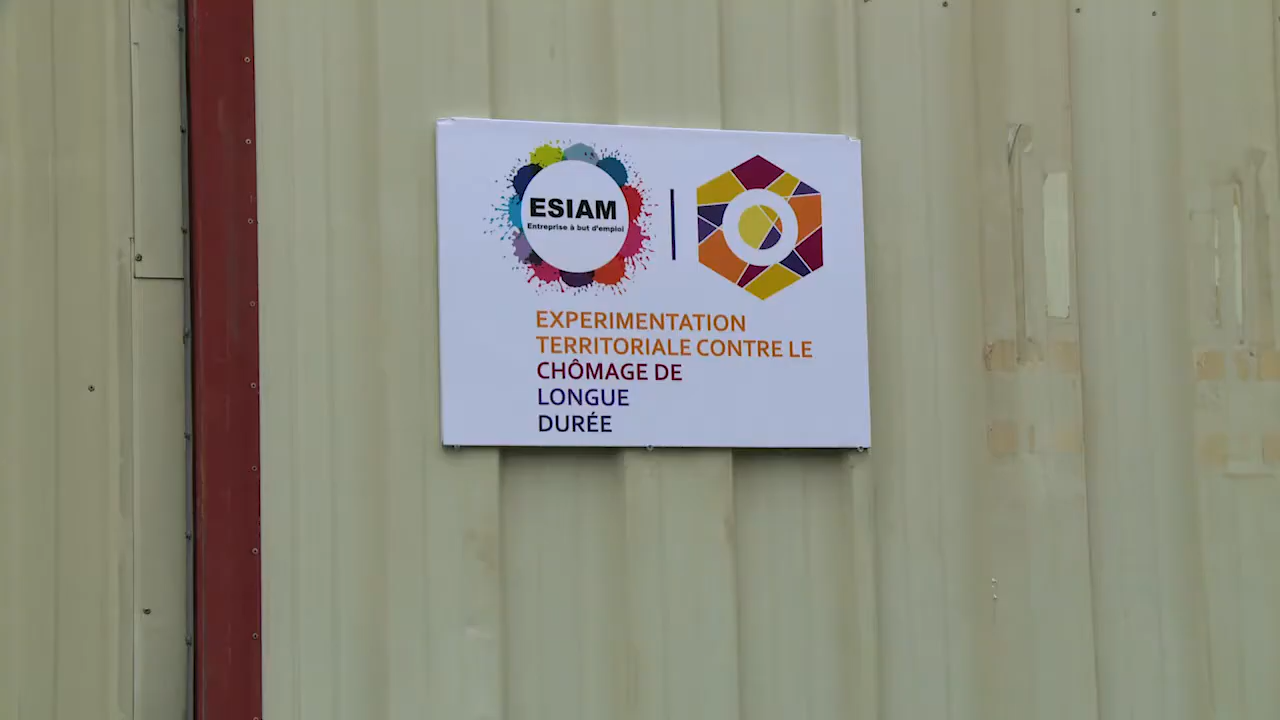 ESIAM
Entreprise à but d'emploi
EXPERIMENTATION
TERRITORIALE CONTRE LE
CHÔMAGE DE
LONGUE
DURÉE